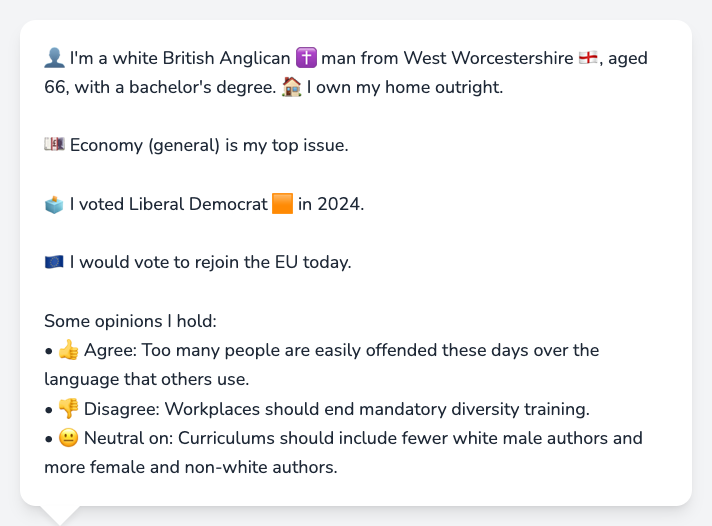 👤 I'm a white British Anglican ✝️ man from West Worcestershire 🏴󠁧󠁢󠁥󠁮󠁧󠁿, aged
66, with a bachelor's degree. 🏠 I own my home outright.
💷 Economy (general) is my top issue.
🗳️ I voted Liberal Democrat 🟧 in 2024.
🇪🇺 I would vote to rejoin the EU today.
Some opinions I hold:
• 👍 Agree: Too many people are easily offended these days over the
language that others use.
• 👎 Disagree: Workplaces should end mandatory diversity training.
• 😐 Neutral on: Curriculums should include fewer white male authors and
more female and non-white authors.